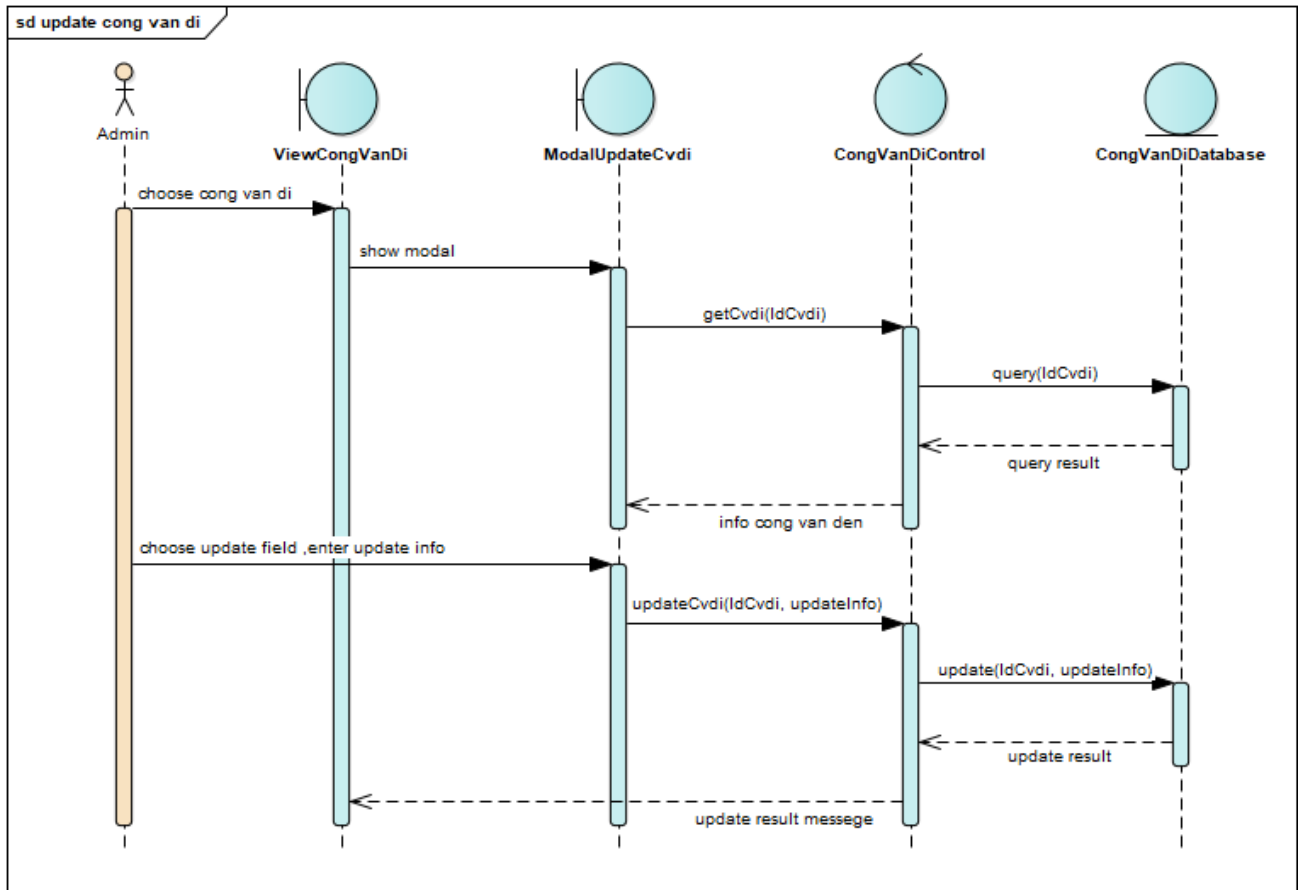 sd update cong van di
Admin
ViewCongVanDi
ModalUpdateCvdi
CongVanDiControl
CongVanDiDatabase
choose cong van di
show modal
getCvdi(IdCvdi)
query(IdCvdi)
query result
info cong van den
choose update field ,enter update info
updateCvdi(IdCvdi, updateInfo)
update(IdCvdi, updateInfo)
update result
update result messege